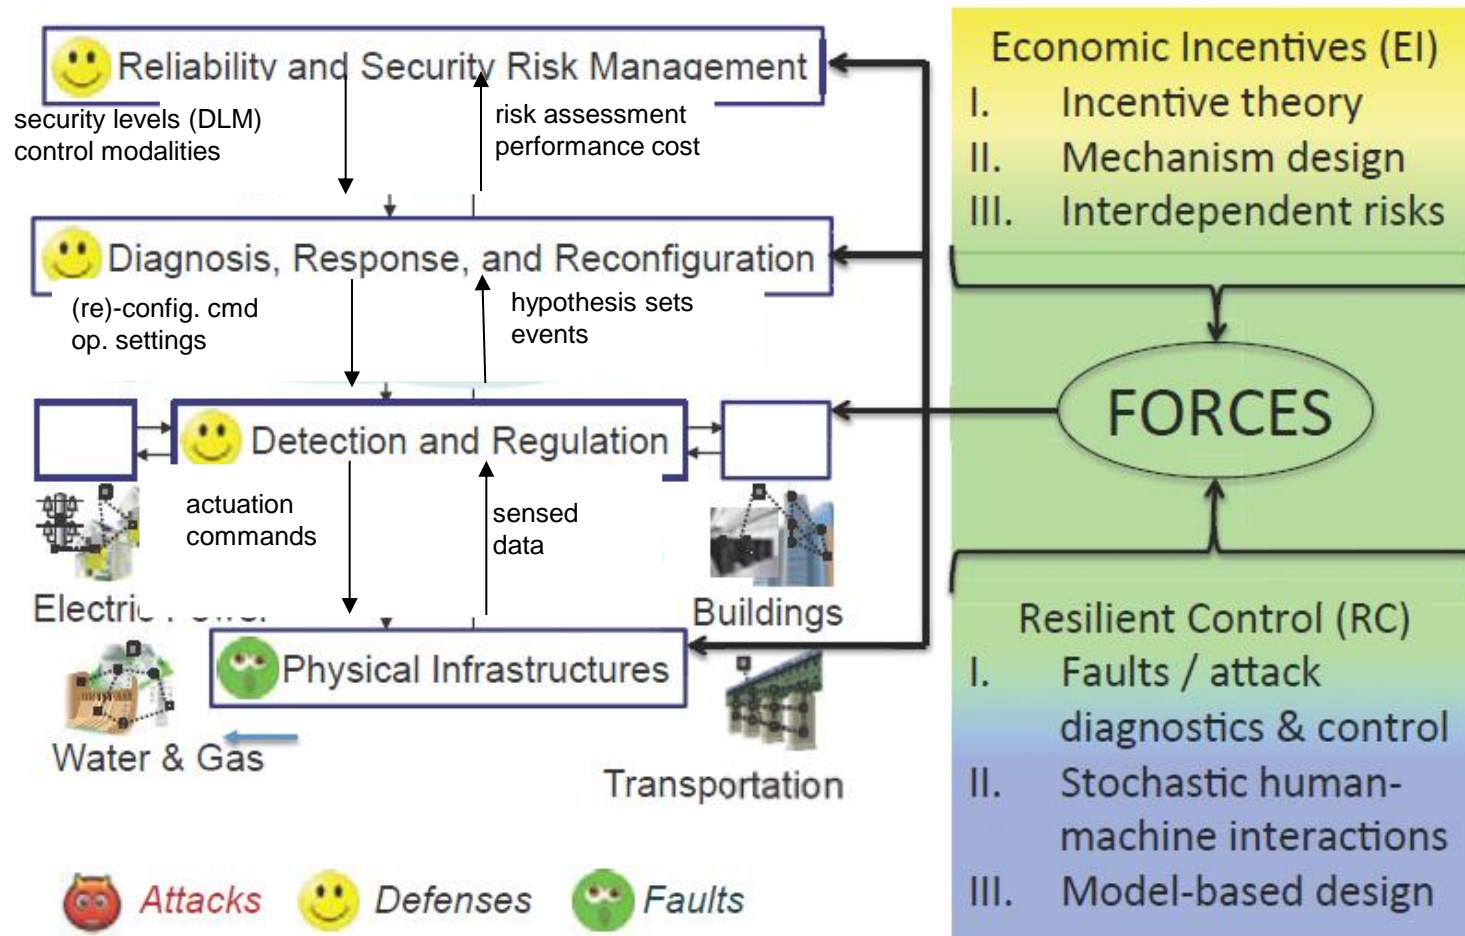 Reliability and Security Risk Management
security levels (DLM)
control modalities
risk assessment
performance cost
Diagnosis, Response, and Reconfiguration
(re)-config. cmd
op. settings
hypothesis sets
events
Detection and Regulation
actuation
commands
sensed
data
Electric Power
Buildings
Physical Infrastructures
Water & Gas
Transportation
Attacks
Defenses
Faults
Economic Incentives (EI)
I. Incentive theory
II. Mechanism design
III. Interdependent risks
FORCES
Resilient Control (RC)
I. Faults / attack
diagnostics & control
II. Stochastic human-
machine interactions
III. Model-based design